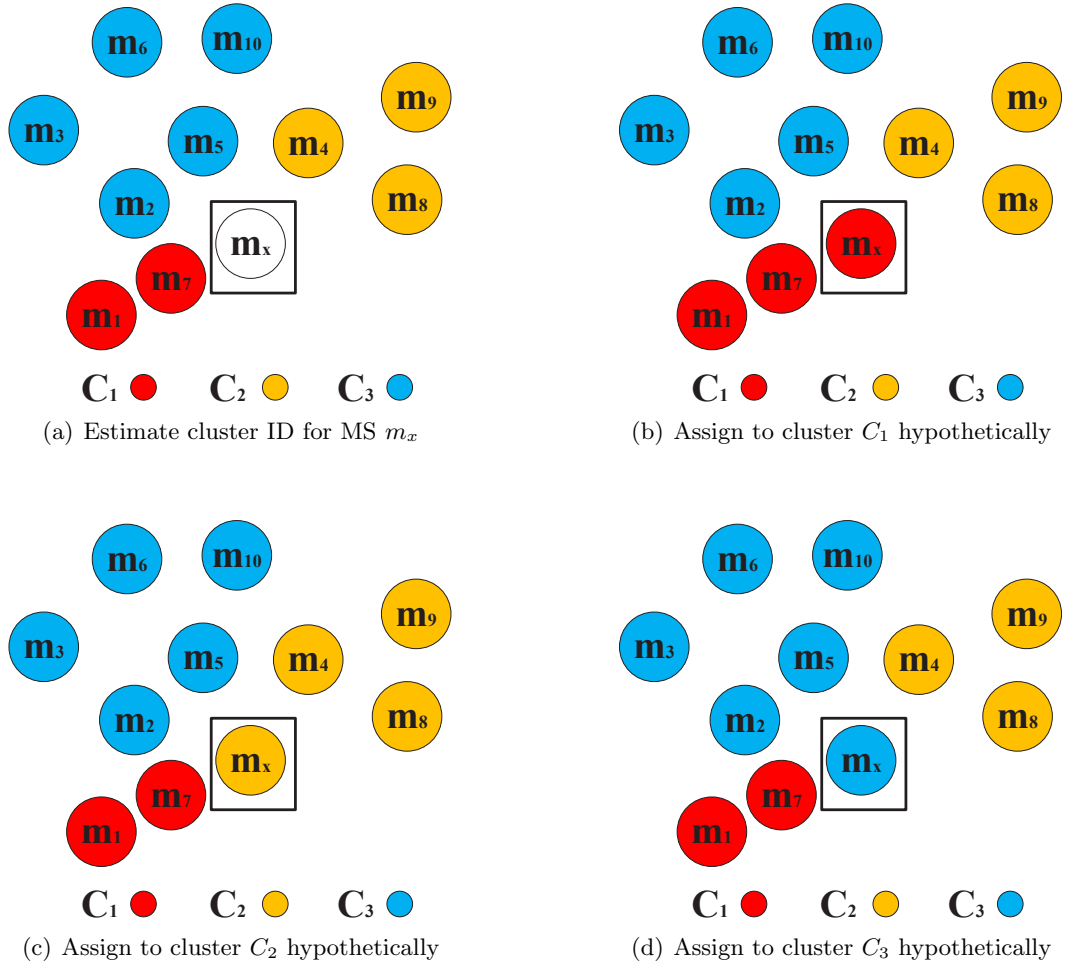 m6 m10
m9
m3 m5 m4
m2 m8
mx
m7
m1
C1 C2 C3
(a) Estimate cluster ID for MS mx
m6 m10
m9
m3 m5 m4
m2 m8
mx
m7
m1
C1 C2 C3
(b) Assign to cluster C1 hypothetically
m6 m10
m9
m3 m5 m4
m2 m8
mx
m7
m1
C1 C2 C3
(c) Assign to cluster C2 hypothetically
m6 m10
m9
m3 m5 m4
m2 m8
mx
m7
m1
C1 C2 C3
(d) Assign to cluster C3 hypothetically